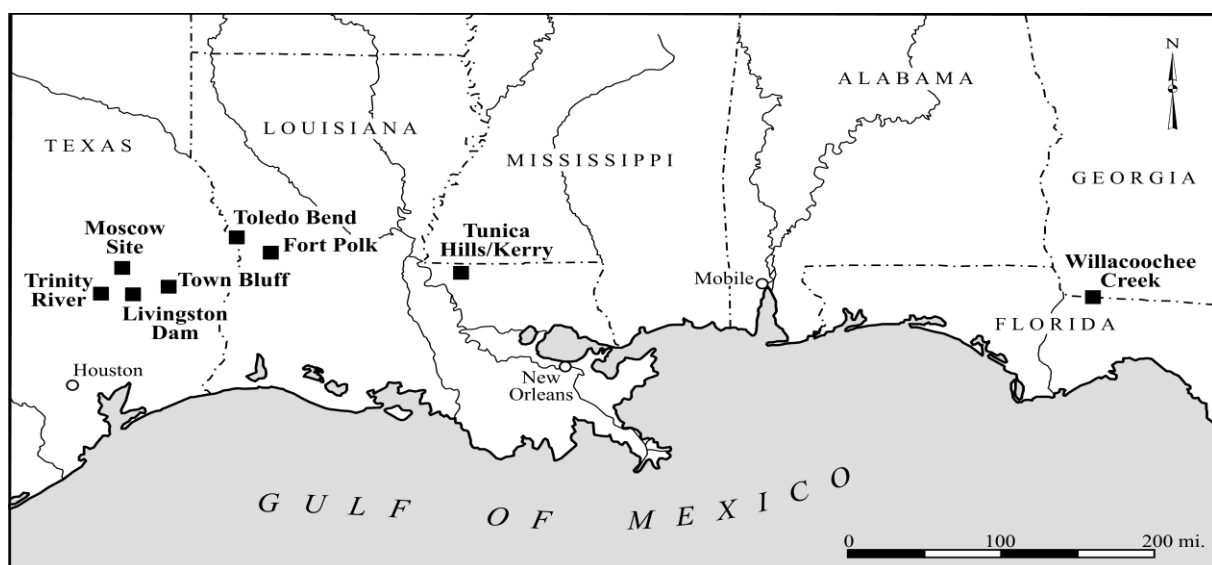 N
ALABAMA
LOUISIANA
TEXAS
MISSISSIPPI
GEORGIA
Moscow
Site
Toledo Bend
Fort Polk
Tunica
Hills/Kerry
Trinity
River
Town Bluff
Livingston
Dam
Mobile
Willacoochee
Creek
FLORIDA
Houston
New
Orleans
GULF OF MEXICO
0 100 200 mi.